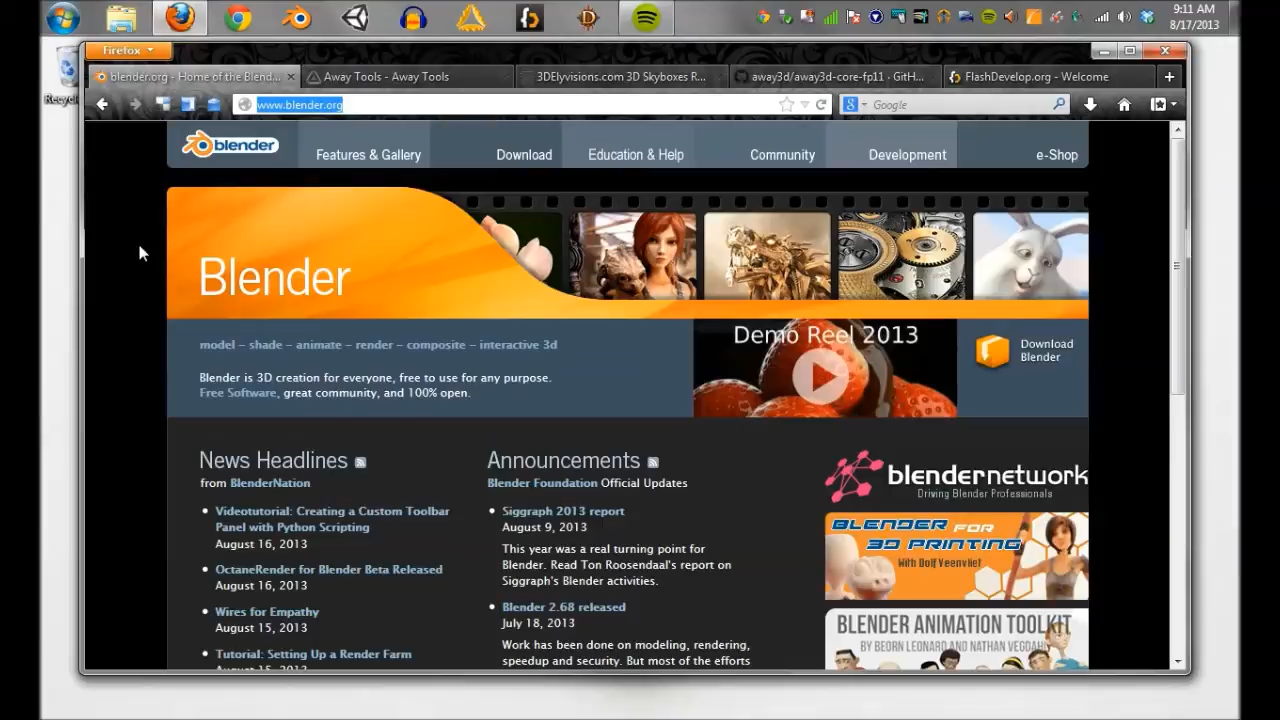 9:11 AM
8/17/2013
Firefox
blender.org - Home of the Blend...
Away Tools - Away Tools
3DElyvisions.com 3D Skyboxes R...
away3d/away3d-core-fp11 · GitH...
FlashDevelop.org - Welcome
www.blender.org
Google
Recycl
blender
Features & Gallery
Download
Education & Help
Community
Development
e-Shop
Blender
model – shade – animate – render – composite – interactive 3d
Demo Reel 2013
Download
Blender
Blender is 3D creation for everyone, free to use for any purpose.
Free Software, great community, and 100% open.
News Headlines
from BlenderNation
Videotutorial: Creating a Custom Toolbar
Panel with Python Scripting
August 16, 2013
OctaneRender for Blender Beta Released
August 16, 2013
Wires for Empathy
August 15, 2013
Tutorial: Setting Up a Render Farm
August 15, 2013
Announcements
Blender Foundation Official Updates
Siggraph 2013 report
August 9, 2013
This year was a real turning point for
Blender. Read Ton Roosendaal's report on
Siggraph's Blender activities.
Blender 2.68 released
July 18, 2013
Work has been done on modeling, rendering,
speedup and security. But most of the efforts
blendernetwork
Driving Blender Professionals
BLENDER FOR
3D PRINTING
With Dolf Veenvliet
BLENDER ANIMATION TOOLKIT
BY BEORN LEONARD AND NATHAN VEGDAHL